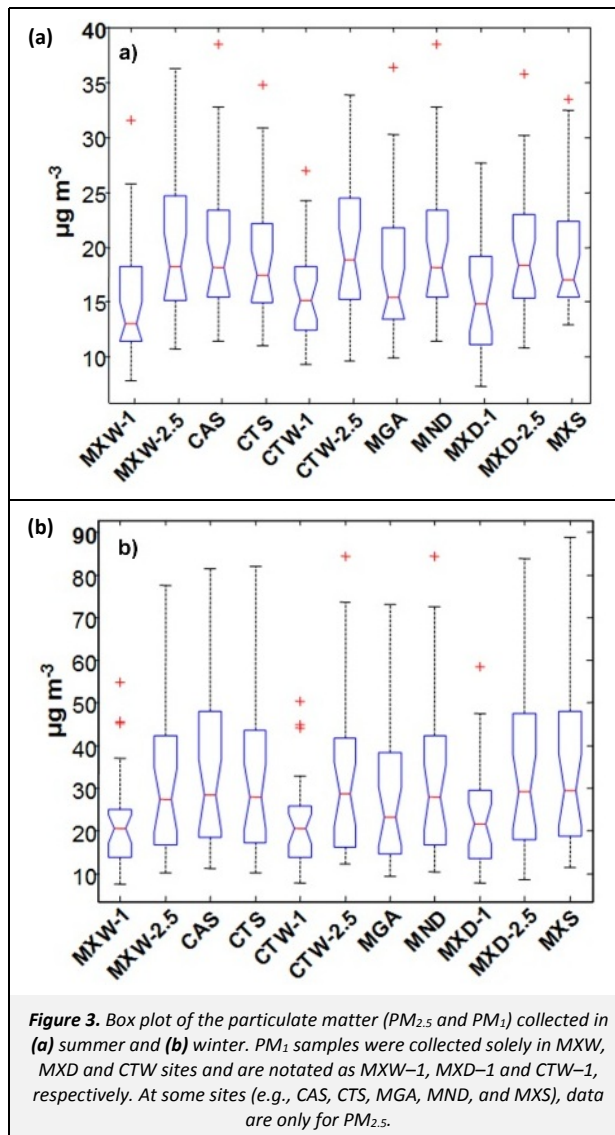 (a)
a)
40
35
30
25
20
15
10
µg m-3
MXW-1 MXW-2.5 CAS CTS CTW-1 CTW-2.5 MGA MND MXD-1 MXD-2.5 MXS
(b)
b)
90
80
70
60
50
40
30
20
10
µg m-3
MXW-1 MXW-2.5 CAS CTS CTW-1 CTW-2.5 MGA MND MXD-1 MXD-2.5 MXS
Figure 3. Box plot of the particulate matter (PM2.5 and PM1) collected in
(a) summer and (b) winter. PM1 samples were collected solely in MXW,
MXD and CTW sites and are notated as MXW–1, MXD–1 and CTW–1,
respectively. At some sites (e.g., CAS, CTS, MGA, MND, and MXS), data
are only for PM2.5.